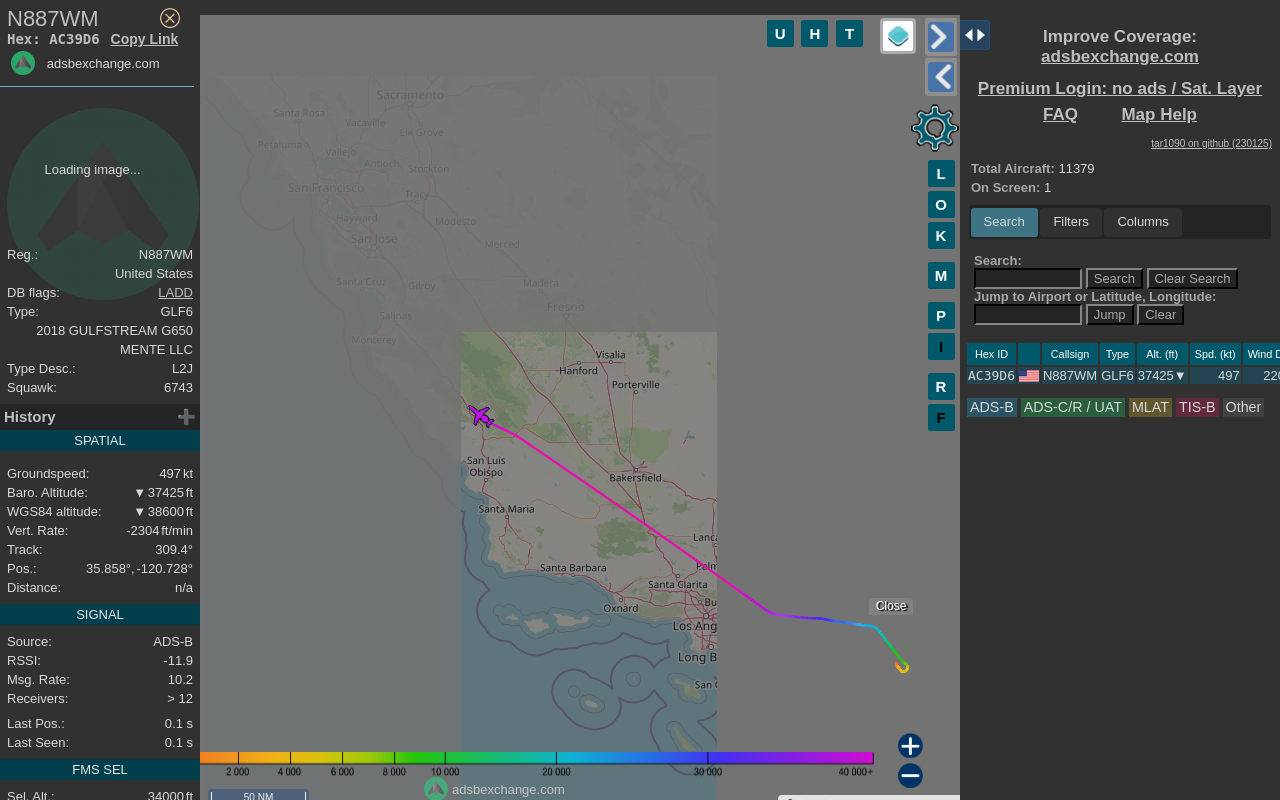 N887WM
Hex: AC39D6 Copy Link
adsbexchange.com
Loading image...
Reg.: N887WM
United States
DB flags: LADD
Type: GLF6
2018 GULFSTREAM G650
MENTE LLC
Type Desc.: L2J
Squawk: 6743
History
SPATIAL
Groundspeed: 497 kt
Baro. Altitude: ▼ 37425 ft
WGS84 altitude: ▼ 38600 ft
Vert. Rate: -2304 ft/min
Track: 309.4°
Pos.: 35.858°, -120.728°
Distance: n/a
SIGNAL
Source: ADS-B
RSSI: -11.9
Msg. Rate: 10.2
Receivers: > 12
Last Pos.: 0.1 s
Last Seen: 0.1 s
FMS SEL
Sel. Alt.: 34000 ft
U H T
L
O
K
M
P
I
R
F
Sacramento
Santa Rosa
Vacaville
Elk Grove
Petaluma
Vallejo
Antioch
Stockton
San Francisco
Tracy
Hayward
Modesto
San Jose
Merced
Santa Cruz
Gilroy
Madera
Fresno
Salinas
Monterey
Visalia
Hanford
Porterville
San Luis
Obispo
Bakersfield
Santa Maria
Lanca
Palm
Santa Barbara
Santa Clarita
Oxnard
Bu
Los Ang
Long B
San C
Close
2 000 4 000 6 000 8 000 10 000 20 000 30 000 40 000+
adsbexchange.com
50 NM
Improve Coverage:
adsbexchange.com
Premium Login: no ads / Sat. Layer
FAQ Map Help
tar1090 on github (230125)
Total Aircraft: 11379
On Screen: 1
Search Filters Columns
Search:
Search Clear Search
Jump to Airport or Latitude, Longitude:
Jump Clear
Hex ID Callsign Type Alt. (ft) Spd. (kt) Wind D
AC39D6 N887WM GLF6 37425▼ 497 220
ADS-B ADS-C/R / UAT MLAT TIS-B Other